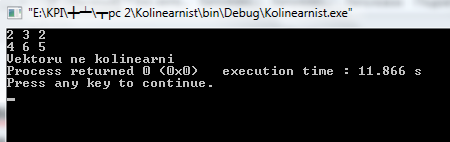 "E:\KPI\┼─┴\┬pc 2\Kolinearnist\bin\Debug\Kolinearnist.exe"
2 3 2
4 6 5
Vektoru ne kolinearni
Process returned 0 (0x0)   execution time : 11.866 s
Press any key to continue.